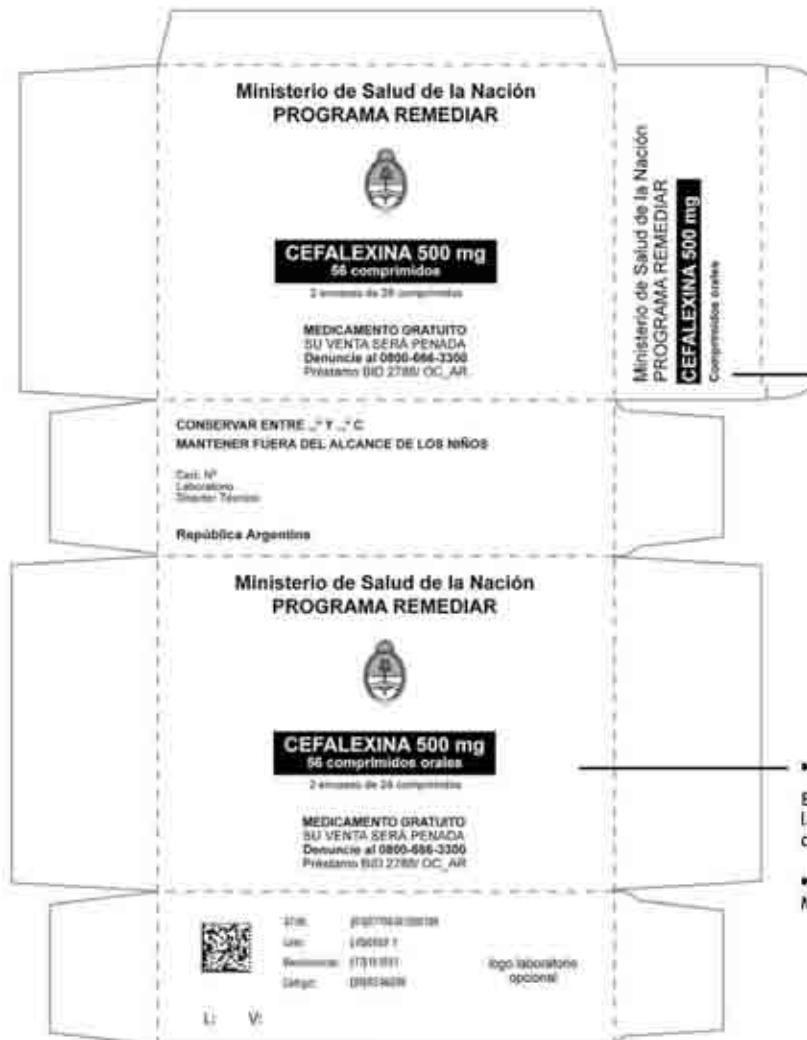 Ministerio de Salud de la Nación
PROGRAMA REMEDIAR
CEFALEXINA 500 mg
56 comprimidos
2 envases de 28 comprimidos
MEDICAMENTO GRATUITO
SU VENTA SERÁ PENADA
Denuncie al 0800-666-3300
Préstamo BID 2788/ OC_AR
Ministerio de Salud de la Nación
PROGRAMA REMEDIAR
CEFALEXINA 500 mg
Comprimidos orales
CONSERVAR ENTRE ..° Y ..° C
MANTENER FUERA DEL ALCANCE DE LOS NIÑOS
Cert. Nº
Laboratorio
Director Técnico
República Argentina
Ministerio de Salud de la Nación
PROGRAMA REMEDIAR
CEFALEXINA 500 mg
56 comprimidos orales
2 envases de 28 comprimidos
MEDICAMENTO GRATUITO
SU VENTA SERÁ PENADA
Denuncie al 0800-666-3300
Préstamo BID 2788/ OC_AR
logo laboratorio
opcional
L: V: